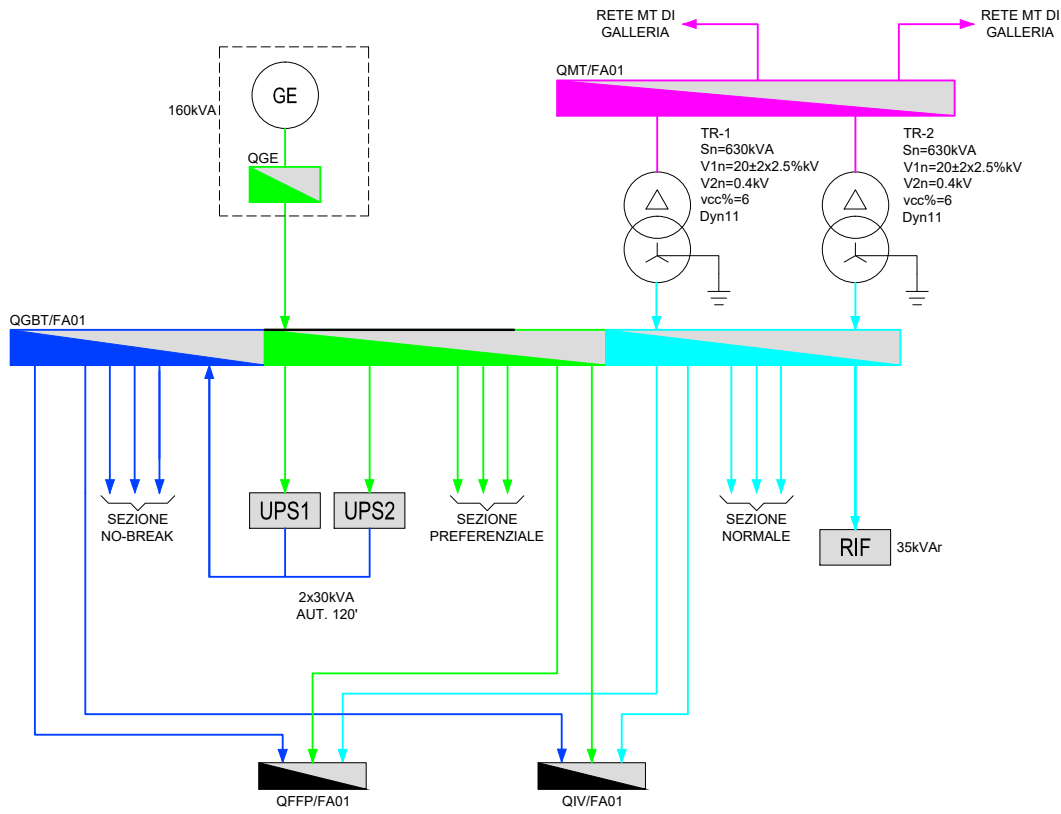 RETE MT DI
GALLERIA
RETE MT DI
GALLERIA
QMT/FA01
GE
160kVA
QGE
TR-1
Sn=630kVA
V1n=20±2x2.5%kV
V2n=0.4kV
vcc%=6
Dyn11
TR-2
Sn=630kVA
V1n=20±2x2.5%kV
V2n=0.4kV
vcc%=6
Dyn11
QGBT/FA01
SEZIONE
NO-BREAK
UPS1
UPS2
SEZIONE
PREFERENZIALE
SEZIONE
NORMALE
RIF
35kVAr
2x30kVA
AUT. 120'
QFFP/FA01
QIV/FA01